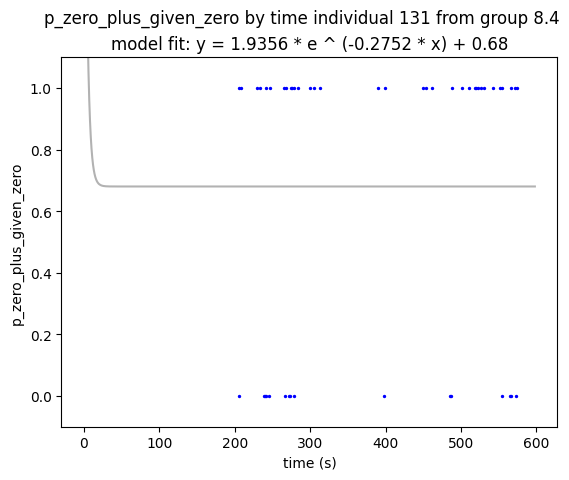 p_zero_plus_given_zero by time individual 131 from group 8.4
model fit: y = 1.9356 * e ^ (-0.2752 * x) + 0.68
1.0
0.8
0.6
0.4
0.2
0.0
p_zero_plus_given_zero
0 100 200 300 400 500 600
time (s)